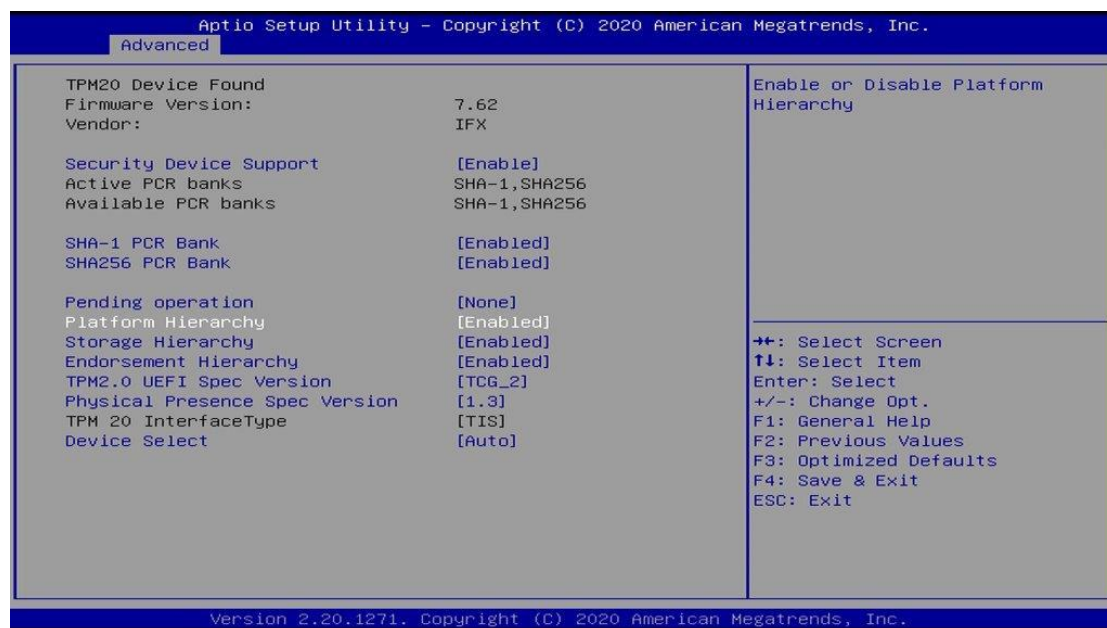 Aptio Setup Utility – Copyright (C) 2020 American Megatrends, Inc.
Advanced
TPM20 Device Found
Firmware Version: 7.62
Vendor: IFX
Security Device Support [Enable]
Active PCR banks SHA-1,SHA256
Available PCR banks SHA-1,SHA256
SHA-1 PCR Bank [Enabled]
SHA256 PCR Bank [Enabled]
Pending operation [None]
Platform Hierarchy [Enabled]
Storage Hierarchy [Enabled]
Endorsement Hierarchy [Enabled]
TPM2.0 UEFI Spec Version [TCG_2]
Physical Presence Spec Version [1.3]
TPM 20 InterfaceType [TIS]
Device Select [Auto]
Enable or Disable Platform
Hierarchy
→←: Select Screen
↑↓: Select Item
Enter: Select
+/-: Change Opt.
F1: General Help
F2: Previous Values
F3: Optimized Defaults
F4: Save & Exit
ESC: Exit
Version 2.20.1271. Copyright (C) 2020 American Megatrends, Inc.